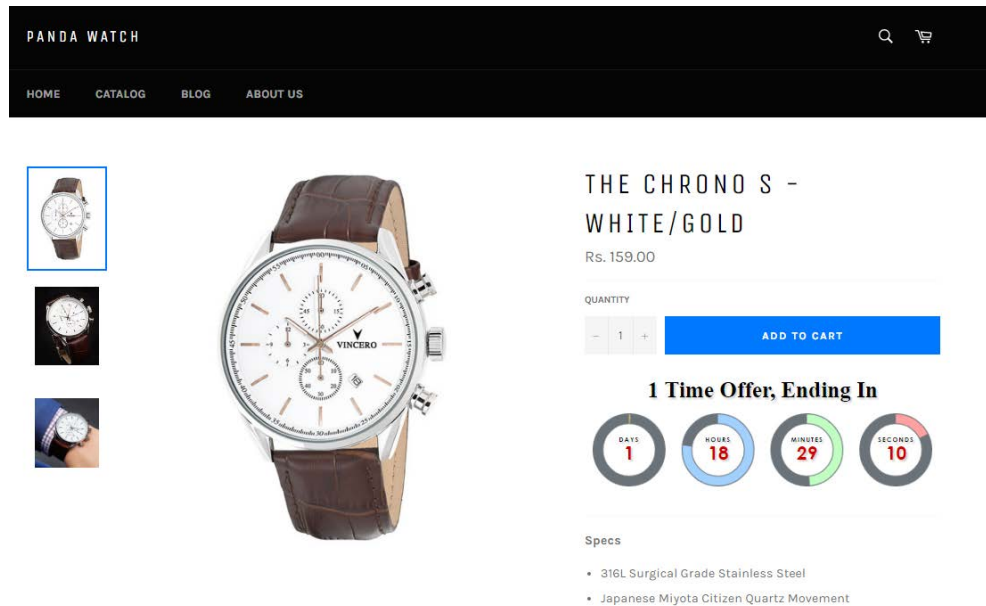 PANDA WATCH
HOME CATALOG BLOG ABOUT US
VINCERO
THE CHRONO S -
WHITE/GOLD
Rs. 159.00
QUANTITY
- 1 +
ADD TO CART
1 Time Offer, Ending In
DAYS HOURS MINUTES SECONDS
1 18 29 10
Specs
• 316L Surgical Grade Stainless Steel
• Japanese Miyota Citizen Quartz Movement